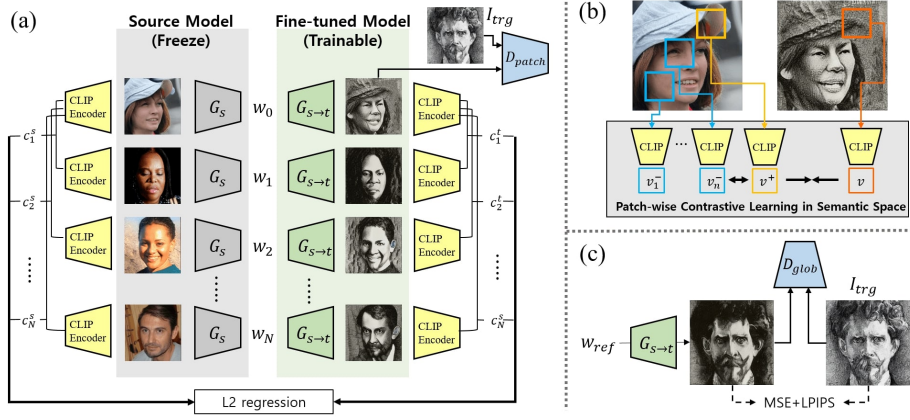 (a)
Source Model
(Freeze)
Fine-tuned Model
(Trainable)
I_trg
D_patch
CLIP
Encoder
G_s
w_0
G_s→t
CLIP
Encoder
c_1^s
c_1^t
CLIP
Encoder
G_s
w_1
G_s→t
CLIP
Encoder
c_2^s
c_2^t
CLIP
Encoder
G_s
w_2
G_s→t
CLIP
Encoder
c_N^s
c_N^s
CLIP
Encoder
G_s
w_N
G_s→t
CLIP
Encoder
L2 regression
(b)
CLIP
...
CLIP
CLIP
CLIP
v_1^-
v_n^-
v^+
v
Patch-wise Contrastive Learning in Semantic Space
(c)
D_glob
I_trg
w_ref
G_s→t
MSE+LPIPS